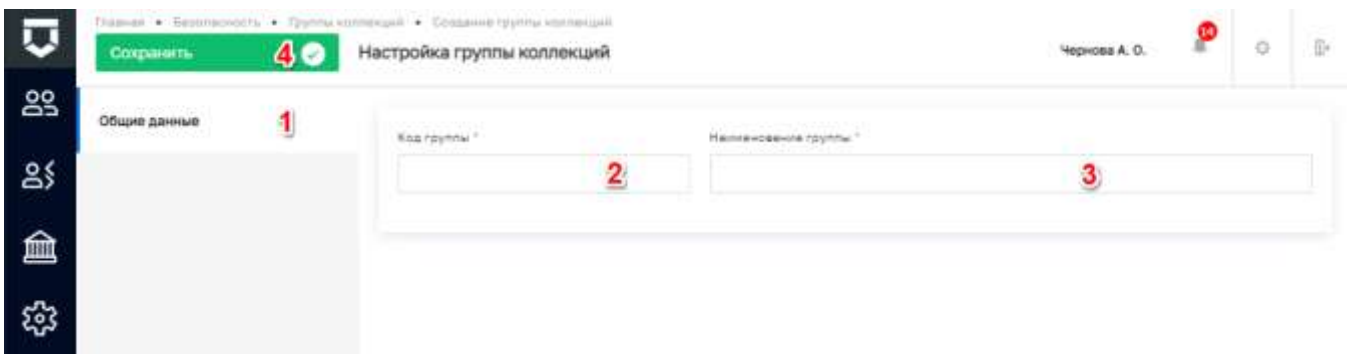 Главная • Безопасность • Группы коллекций • Создание группы коллекций
Сохранить 4
Настройка группы коллекций
Чернова А. О.
14
Общие данные 1
Код группы *
Наименование группы *
2
3